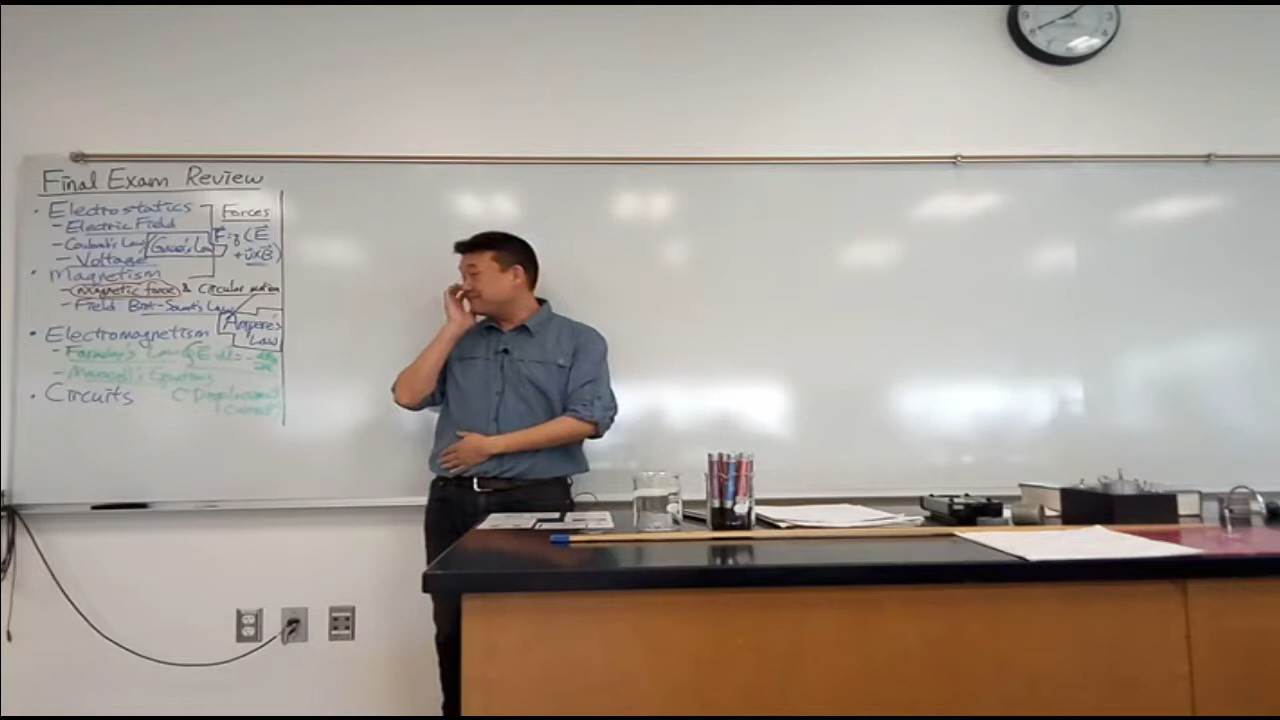 Final Exam Review
• Electrostatics
- Electric Field
- Coulomb's Law Gauss's Law
- Voltage
Forces
F = q(E
+ v×B)
• Magnetism
- magnetic force & circular motion
- Field Biot-Savart's Law
Ampere's
Law
• Electromagnetism
- Faraday's Law ∮E·dl = -
- Maxwell's Equations
• Circuits
Displacement
Current